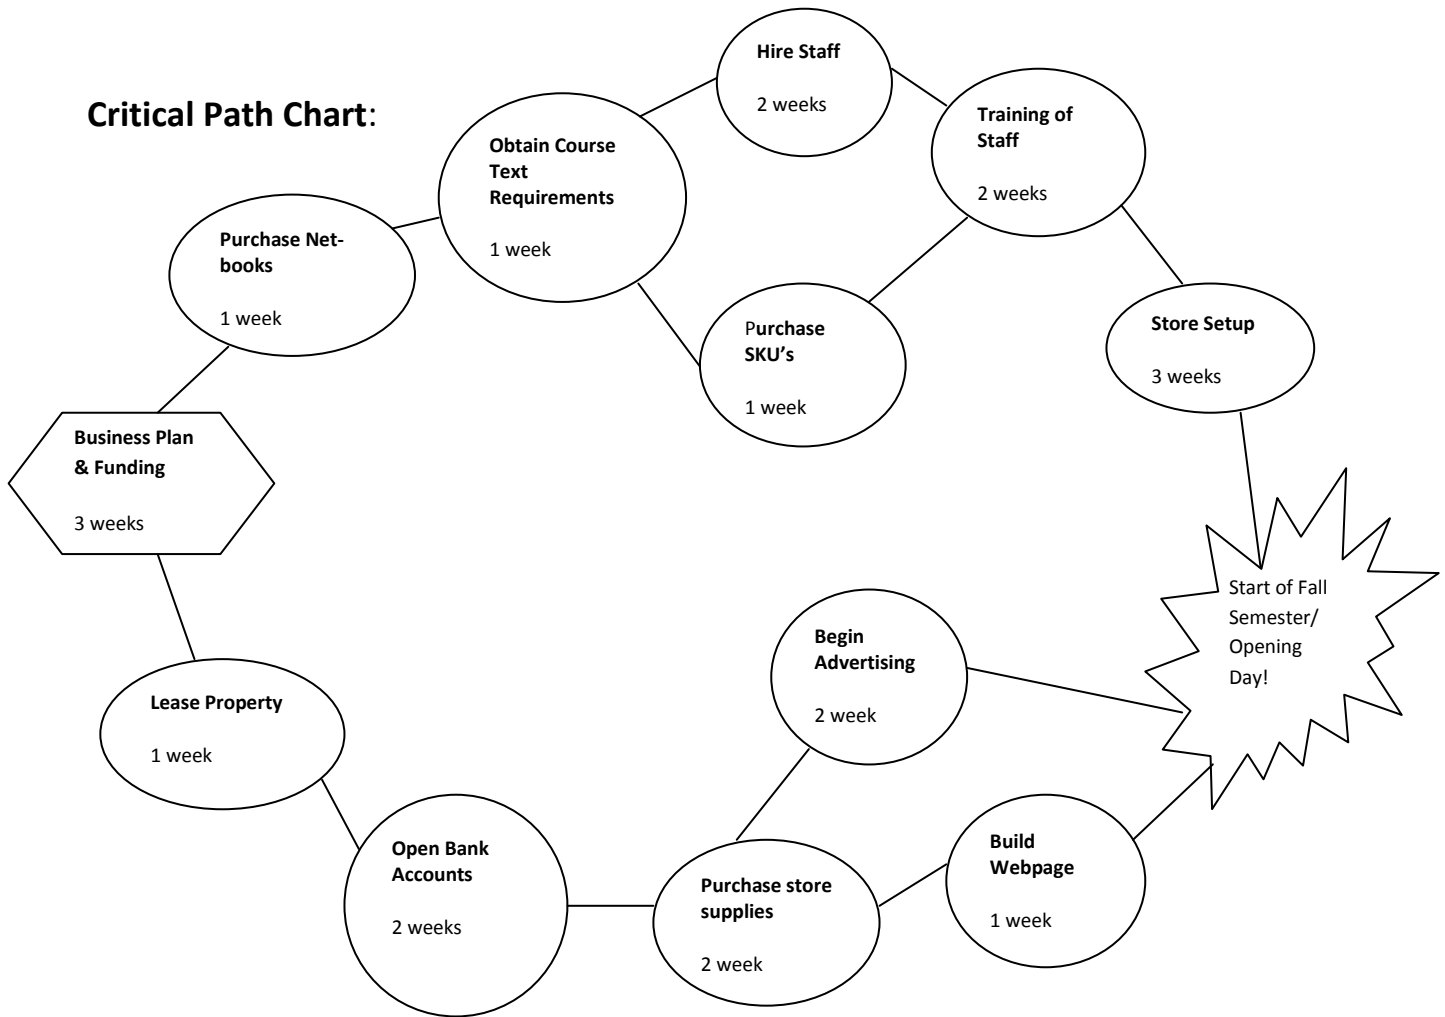 Critical Path Chart:
Hire Staff
2 weeks
Training of
Staff
2 weeks
Obtain Course
Text
Requirements
1 week
Purchase Net-
books
1 week
Purchase
SKU’s
1 week
Store Setup
3 weeks
Business Plan
& Funding
3 weeks
Start of Fall
Semester/
Opening
Day!
Begin
Advertising
2 week
Lease Property
1 week
Open Bank
Accounts
2 weeks
Purchase store
supplies
2 week
Build
Webpage
1 week